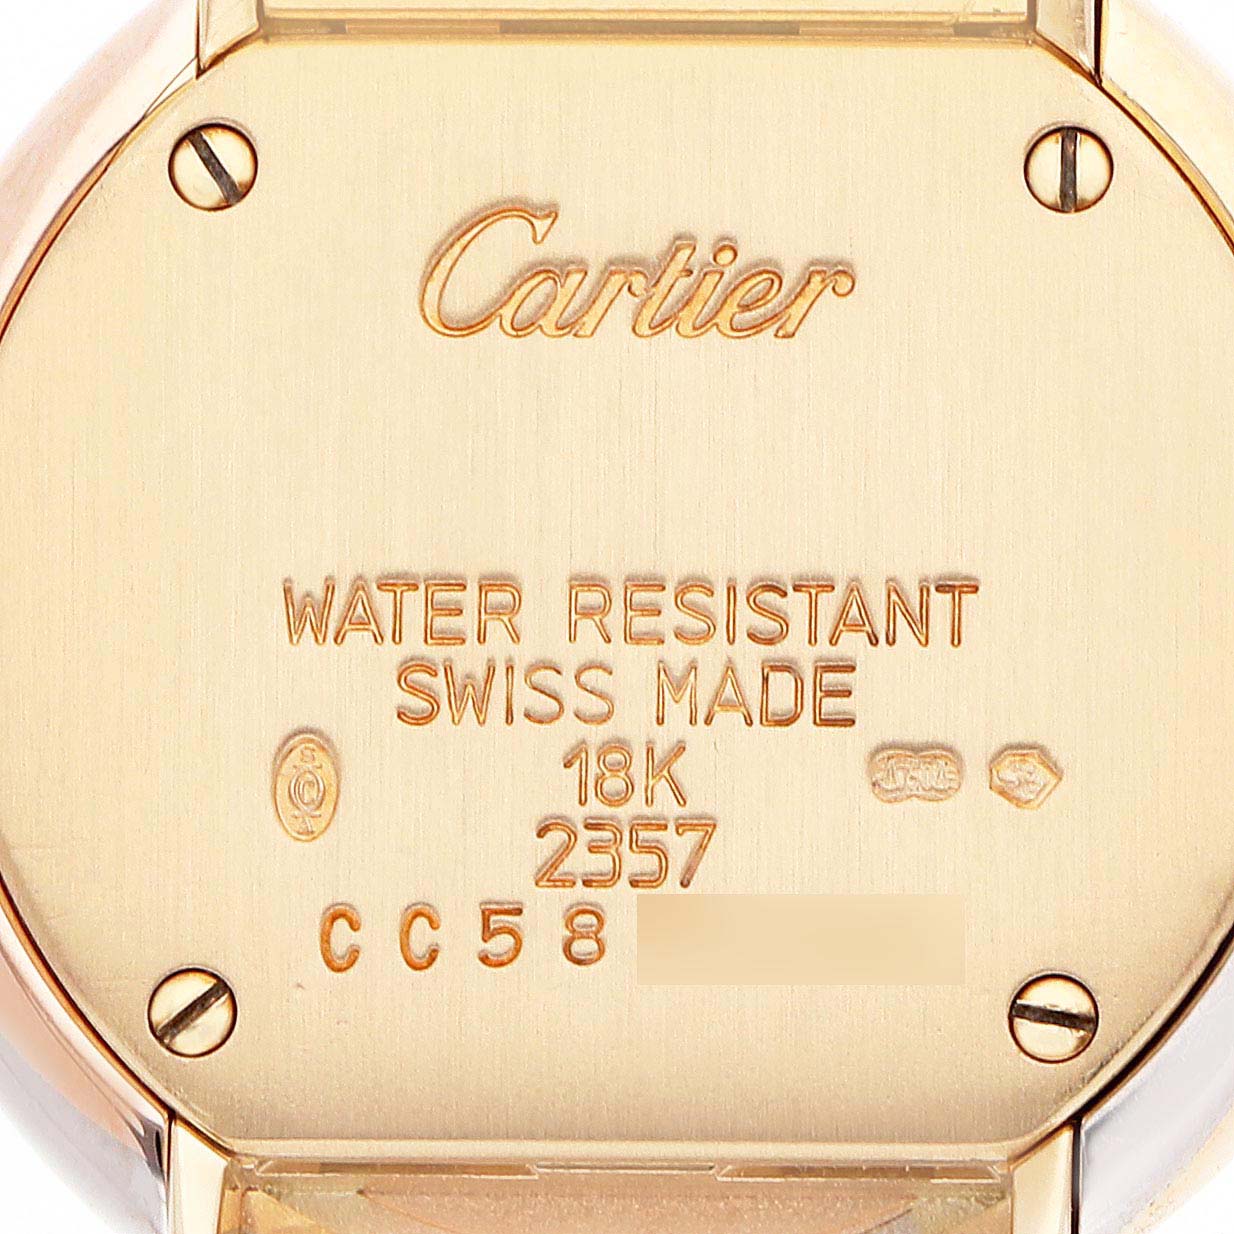 Cartier
WATER RESISTANT
SWISS MADE
18K
2357
CC58